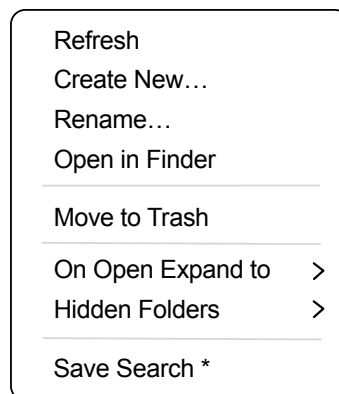 Refresh
Create New…
Rename…
Open in Finder
Move to Trash
On Open Expand to >
Hidden Folders >
Save Search *